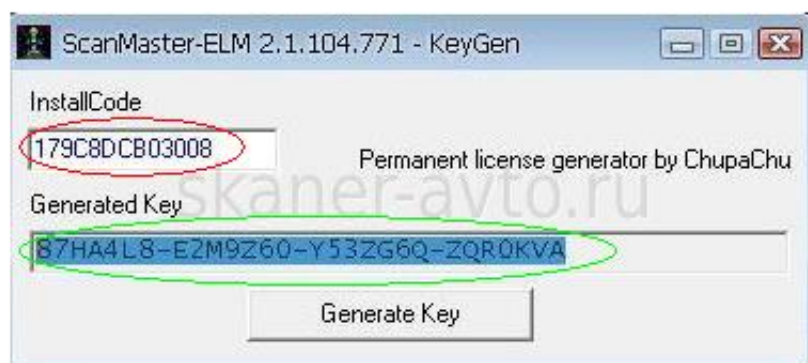 ScanMaster-ELM 2.1.104.771 - KeyGen
InstallCode
179C8DCB03008
Permanent license generator by ChupaChu
skaner-avto.ru
Generated Key
87HA4L8-E2M9Z60-Y53ZG6Q-ZQR0KVA
Generate Key